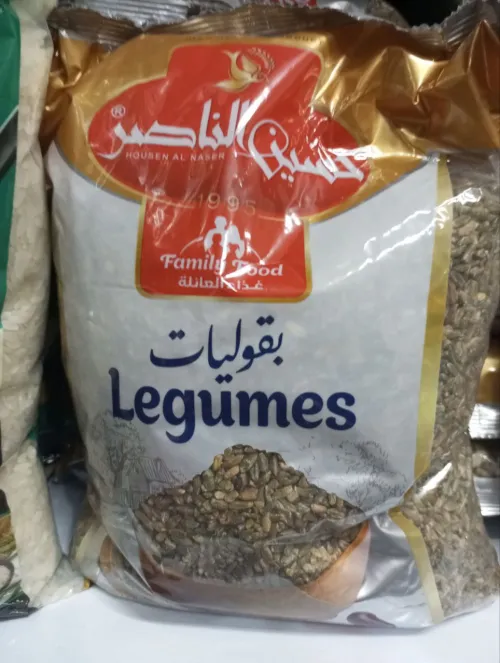 حسين الناصر®
HOUSEN AL NASER
1995
Family Food
غذاء العائلة
بقوليات
Legumes